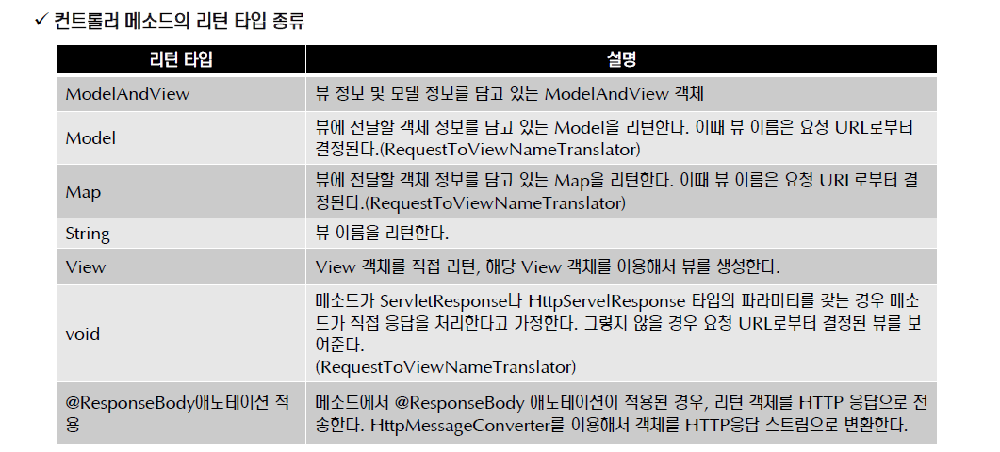 ✓ 컨트롤러 메소드의 리턴 타입 종류
리턴 타입
설명
ModelAndView
뷰 정보 및 모델 정보를 담고 있는 ModelAndView 객체
Model
뷰에 전달할 객체 정보를 담고 있는 Model을 리턴한다. 이때 뷰 이름은 요청 URL로부터
결정된다.(RequestToViewNameTranslator)
Map
뷰에 전달할 객체 정보를 담고 있는 Map을 리턴한다. 이때 뷰 이름은 요청 URL로부터 결
정된다.(RequestToViewNameTranslator)
String
뷰 이름을 리턴한다.
View
View 객체를 직접 리턴, 해당 View 객체를 이용해서 뷰를 생성한다.
void
메소드가 ServletResponse나 HttpServelResponse 타입의 파라미터를 갖는 경우 메소
드가 직접 응답을 처리한다고 가정한다. 그렇지 않을 경우 요청 URL로부터 결정된 뷰를 보
여준다.
(RequestToViewNameTranslator)
@ResponseBody애노테이션 적
용
메소드에서 @ResponseBody 애노테이션이 적용된 경우, 리턴 객체를 HTTP 응답으로 전
송한다. HttpMessageConverter를 이용해서 객체를 HTTP응답 스트림으로 변환한다.